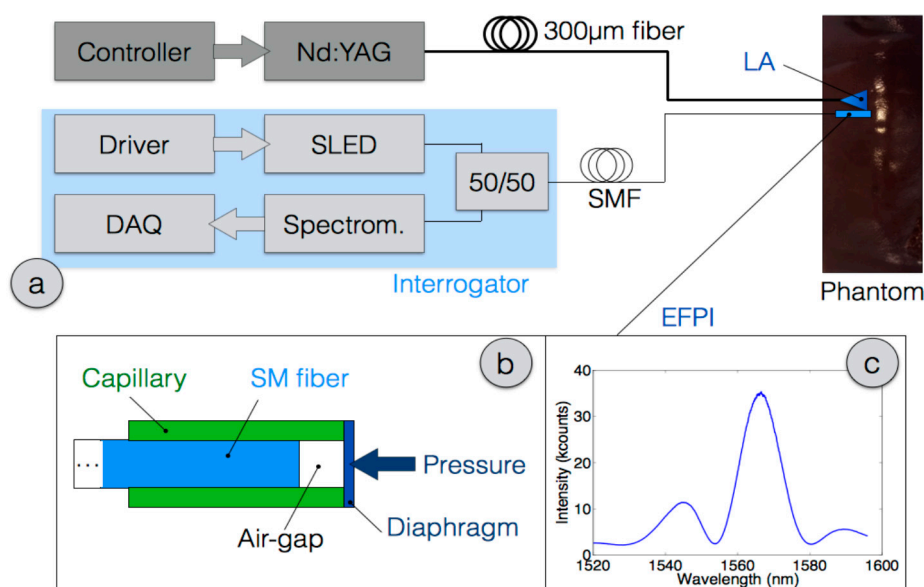 Controller
Nd:YAG
300µm fiber
LA
Driver
SLED
50/50
SMF
DAQ
Spectrom.
Interrogator
a
Phantom
EFPI
b
Capillary
SM fiber
...
Pressure
Air-gap
Diaphragm
c
Intensity (kcounts)
40
30
20
10
0
1520 1540 1560 1580 1600
Wavelength (nm)